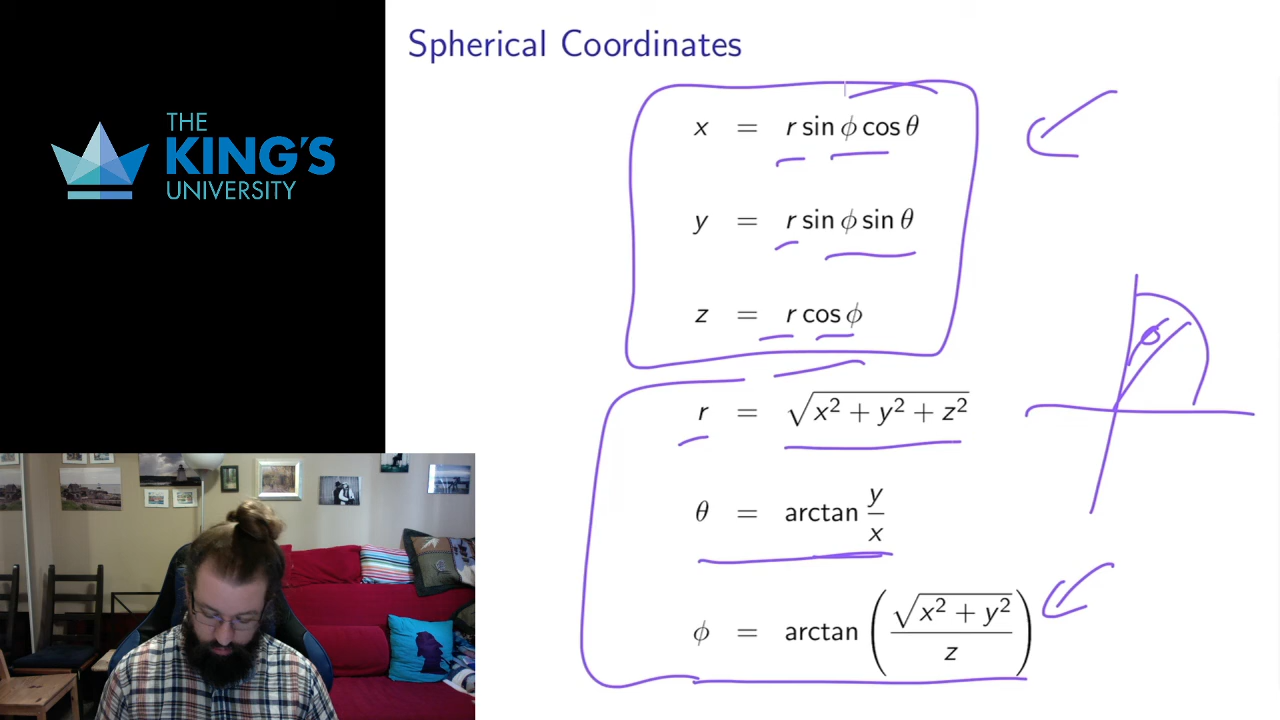 THE
KING'S
UNIVERSITY
Spherical Coordinates
x = r sin ϕ cos θ
y = r sin ϕ sin θ
z = r cos ϕ
r = √(x² + y² + z²)
θ = arctan y/x
ϕ = arctan (√(x² + y²)/z)
ϕ